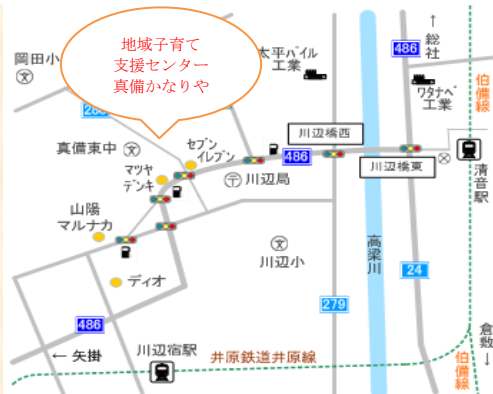 地域子育て
支援センター
真備かなりや
岡田小
文
太平パイル
工業
486
↑
総社
ワタナベ
工業
伯備線
真備東中
文
セブン
イレブン
川辺橋西
486
川辺橋東
清音駅
マツヤ
デンキ
川辺局
山陽
マルナカ
文
川辺小
高梁川
24
ディオ
279
486
← 矢掛
川辺宿駅
井原鉄道井原線
倉敷
↓
伯備線